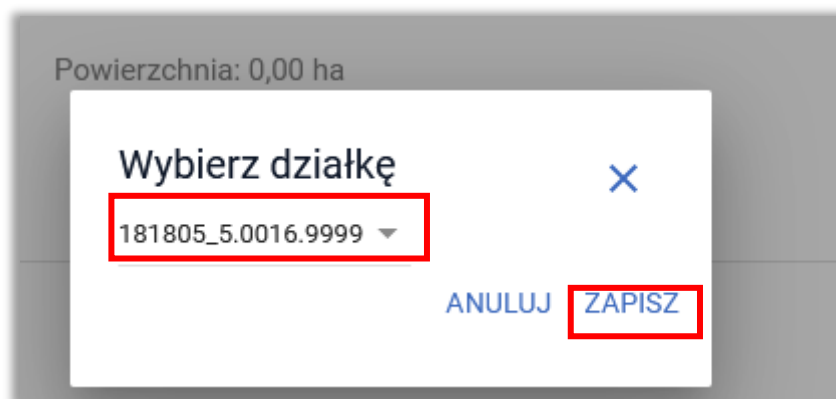 Powierzchnia: 0,00 ha
Wybierz działkę
181805_5.0016.9999
ANULUJ ZAPISZ